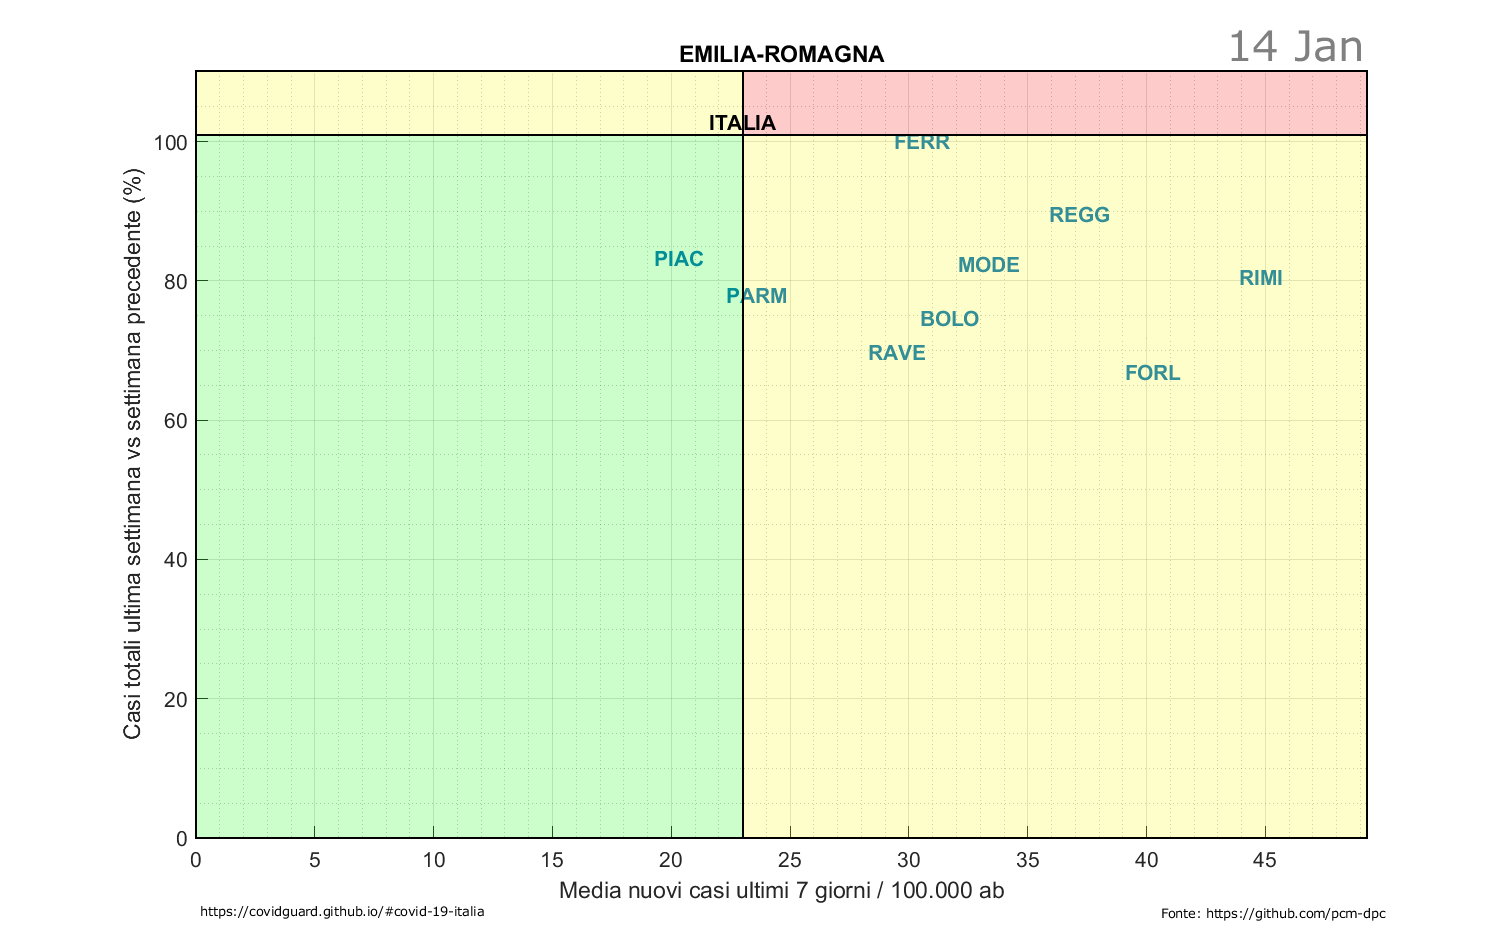 14 Jan
EMILIA-ROMAGNA
ITALIA
100
FERR
REGG
PIAC
MODE
80
RIMI
PARM
BOLO
RAVE
FORL
60
40
20
0
Casi totali ultima settimana vs settimana precedente (%)
0 5 10 15 20 25 30 35 40 45
Media nuovi casi ultimi 7 giorni / 100.000 ab
https://covidguard.github.io/#covid-19-italia
Fonte: https://github.com/pcm-dpc